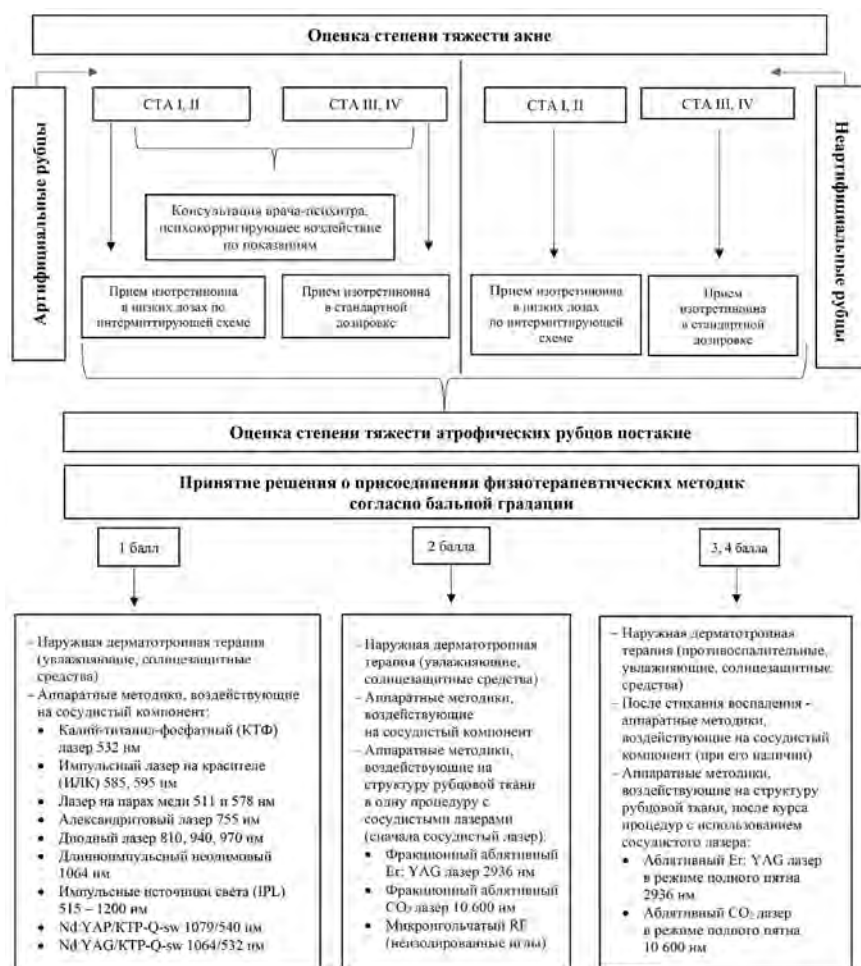 Оценка степени тяжести акне
Артифициальные рубцы
СТА I, II
СТА III, IV
СТА I, II
СТА III, IV
Неартифициальные рубцы
Консультация врача-психитра,
психокорригирующее воздействие
по показаниям
Прием изотретиноина
в низких дозах по
интермиттирующей схеме
Прием изотретиноина
в стандартной
дозировке
Прием изотретиноина
в низких дозах
по интермиттирующей
схеме
Прием
изотретиноина
в стандартной
дозировке
Оценка степени тяжести атрофических рубцов постакне
Принятие решения о присоединении физиотерапевтических методик
согласно бальной градации
1 балл
2 балла
3, 4 балла
– Наружная дерматотронная терапия
(увлажняющие, солнцезащитные
средства)
– Аппаратные методики, воздействующие
на сосудистый компонент:
• Калий-титанил-фосфатный (КТФ)
лазер 532 нм
• Импульсный лазер на красителе
(ИЛК) 585, 595 нм
• Лазер на парах меди 511 и 578 нм
• Александритовый лазер 755 нм
• Диодный лазер 810, 940, 970 нм
• Длинноимпульсный неодимовый
1064 нм
• Импульсные источники света (IPL)
515 – 1200 нм
• Nd:YAP/KTP-Q-sw 1079/540 нм
• Nd:YAG/KTP-Q-sw 1064/532 нм
– Наружная дерматотропная
терапия (увлажняющие,
солнцезащитные средства)
– Аппаратные методики,
воздействующие
на сосудистый компонент
– Аппаратные методики,
воздействующие на
структуру рубцовой ткани
в одну процедуру с
сосудистыми лазерами
(сначала сосудистый лазер):
• Фракционный аблятивный
Er: YAG лазер 2936 нм
• Фракционный аблятивный
CO₂ лазер 10 600 нм
• Микроигольчатый RF
(неизолированные иглы)
– Наружная дерматотропная
терапия (противоспалительные,
увлажняющие, солнцезащитные
средства)
– После стихания воспаления -
аппаратные методики,
воздействующие на сосудистый
компонент (при его наличии)
– Аппаратные методики,
воздействующие на структуру
рубцовой ткани, после курса
процедур с использованием
сосудистого лазера:
• Аблятивный Er: YAG лазер
в режиме полного пятна
2936 нм
• Аблятивный CO₂ лазер
в режиме полного пятна
10 600 нм